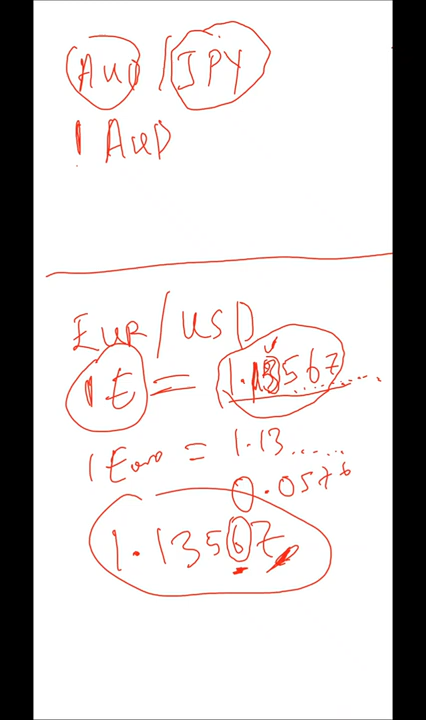 AUD / JPY
1 AUD
EUR / USD
1 E = 1.13567.......
1 Euro = 1.13......
0.0576
1.13567